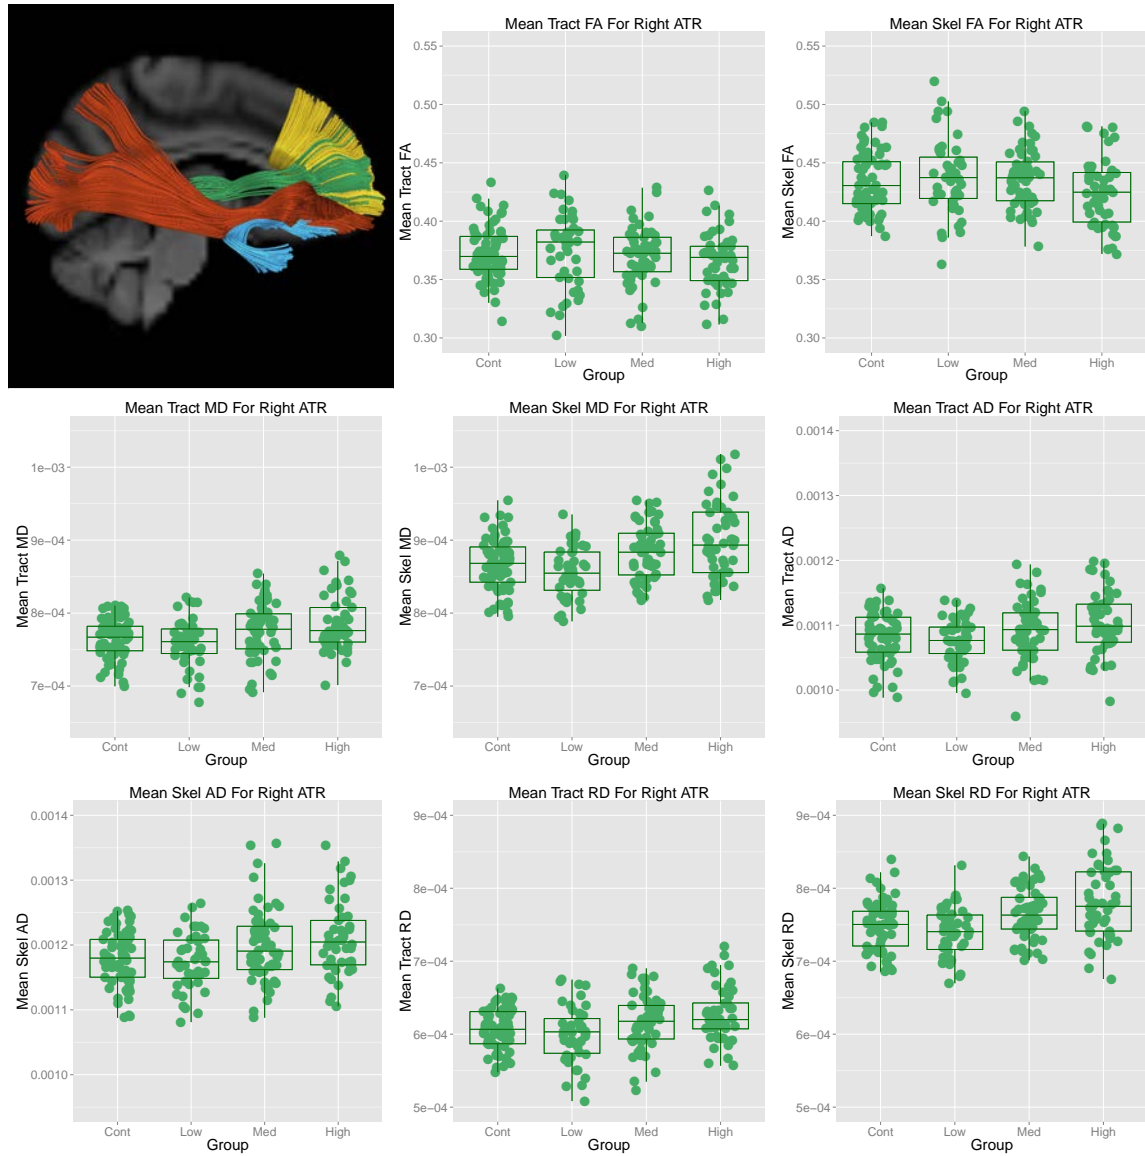 Mean Tract FA For Right ATR
0.55
0.50
0.45
0.40
0.35
0.30
Mean Tract FA
Cont Low Med High
Group
Mean Skel FA For Right ATR
0.55
0.50
0.45
0.40
0.35
0.30
Mean Skel FA
Cont Low Med High
Group
Mean Tract MD For Right ATR
1e−03
9e−04
8e−04
7e−04
Mean Tract MD
Cont Low Med High
Group
Mean Skel MD For Right ATR
1e−03
9e−04
8e−04
7e−04
Mean Skel MD
Cont Low Med High
Group
Mean Tract AD For Right ATR
0.0014
0.0013
0.0012
0.0011
0.0010
Mean Tract AD
Cont Low Med High
Group
Mean Skel AD For Right ATR
0.0014
0.0013
0.0012
0.0011
0.0010
Mean Skel AD
Cont Low Med High
Group
Mean Tract RD For Right ATR
9e−04
8e−04
7e−04
6e−04
5e−04
Mean Tract RD
Cont Low Med High
Group
Mean Skel RD For Right ATR
9e−04
8e−04
7e−04
6e−04
5e−04
Mean Skel RD
Cont Low Med High
Group